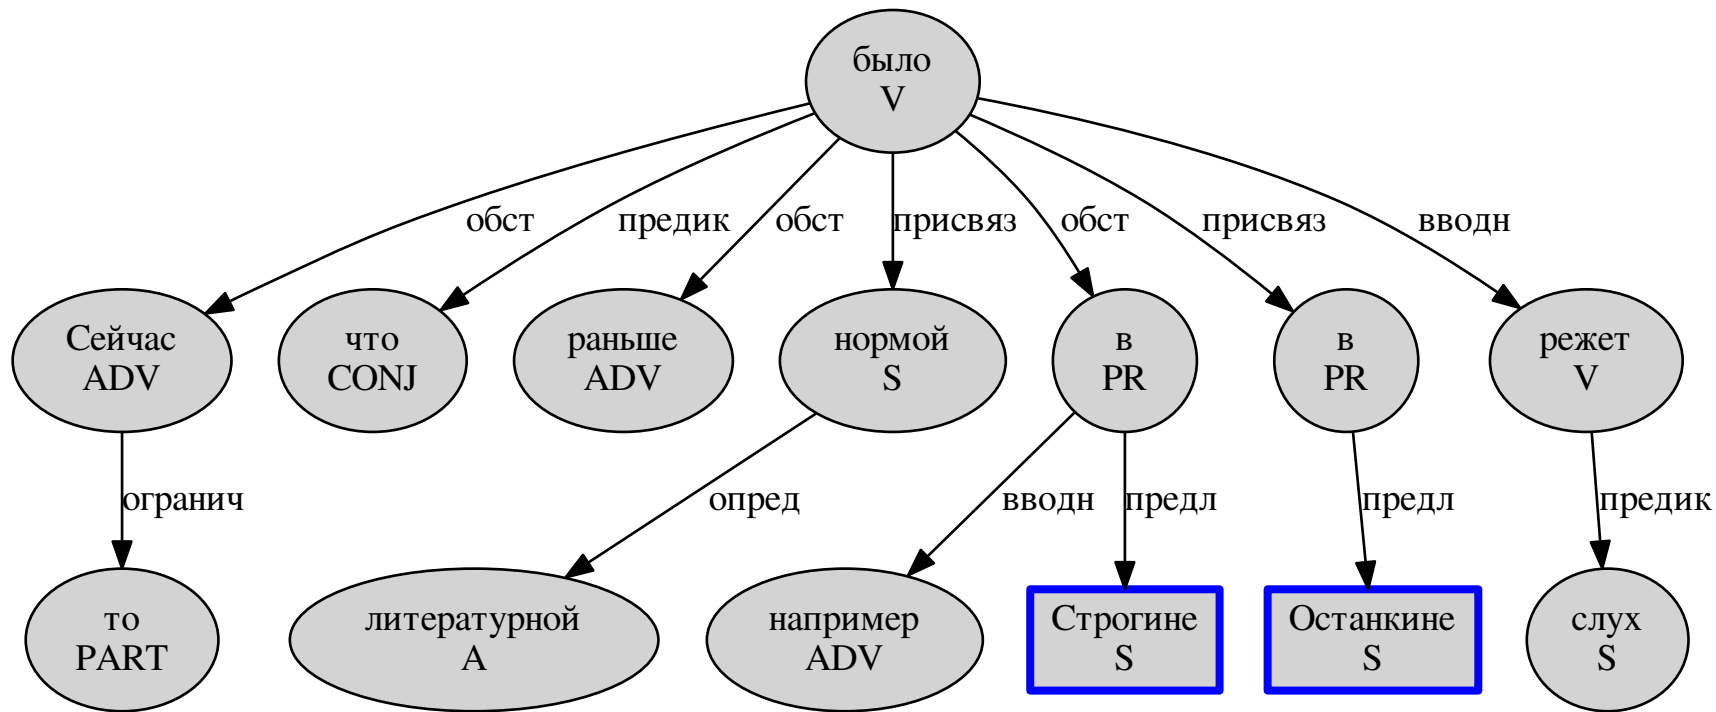 было
V
обст
предик
обст
присвяз
обст
присвяз
вводн
Сейчас
ADV
что
CONJ
раньше
ADV
нормой
S
в
PR
в
PR
режет
V
огранич
опред
вводн
предл
предл
предик
то
PART
литературной
A
например
ADV
Строгине
S
Останкине
S
слух
S